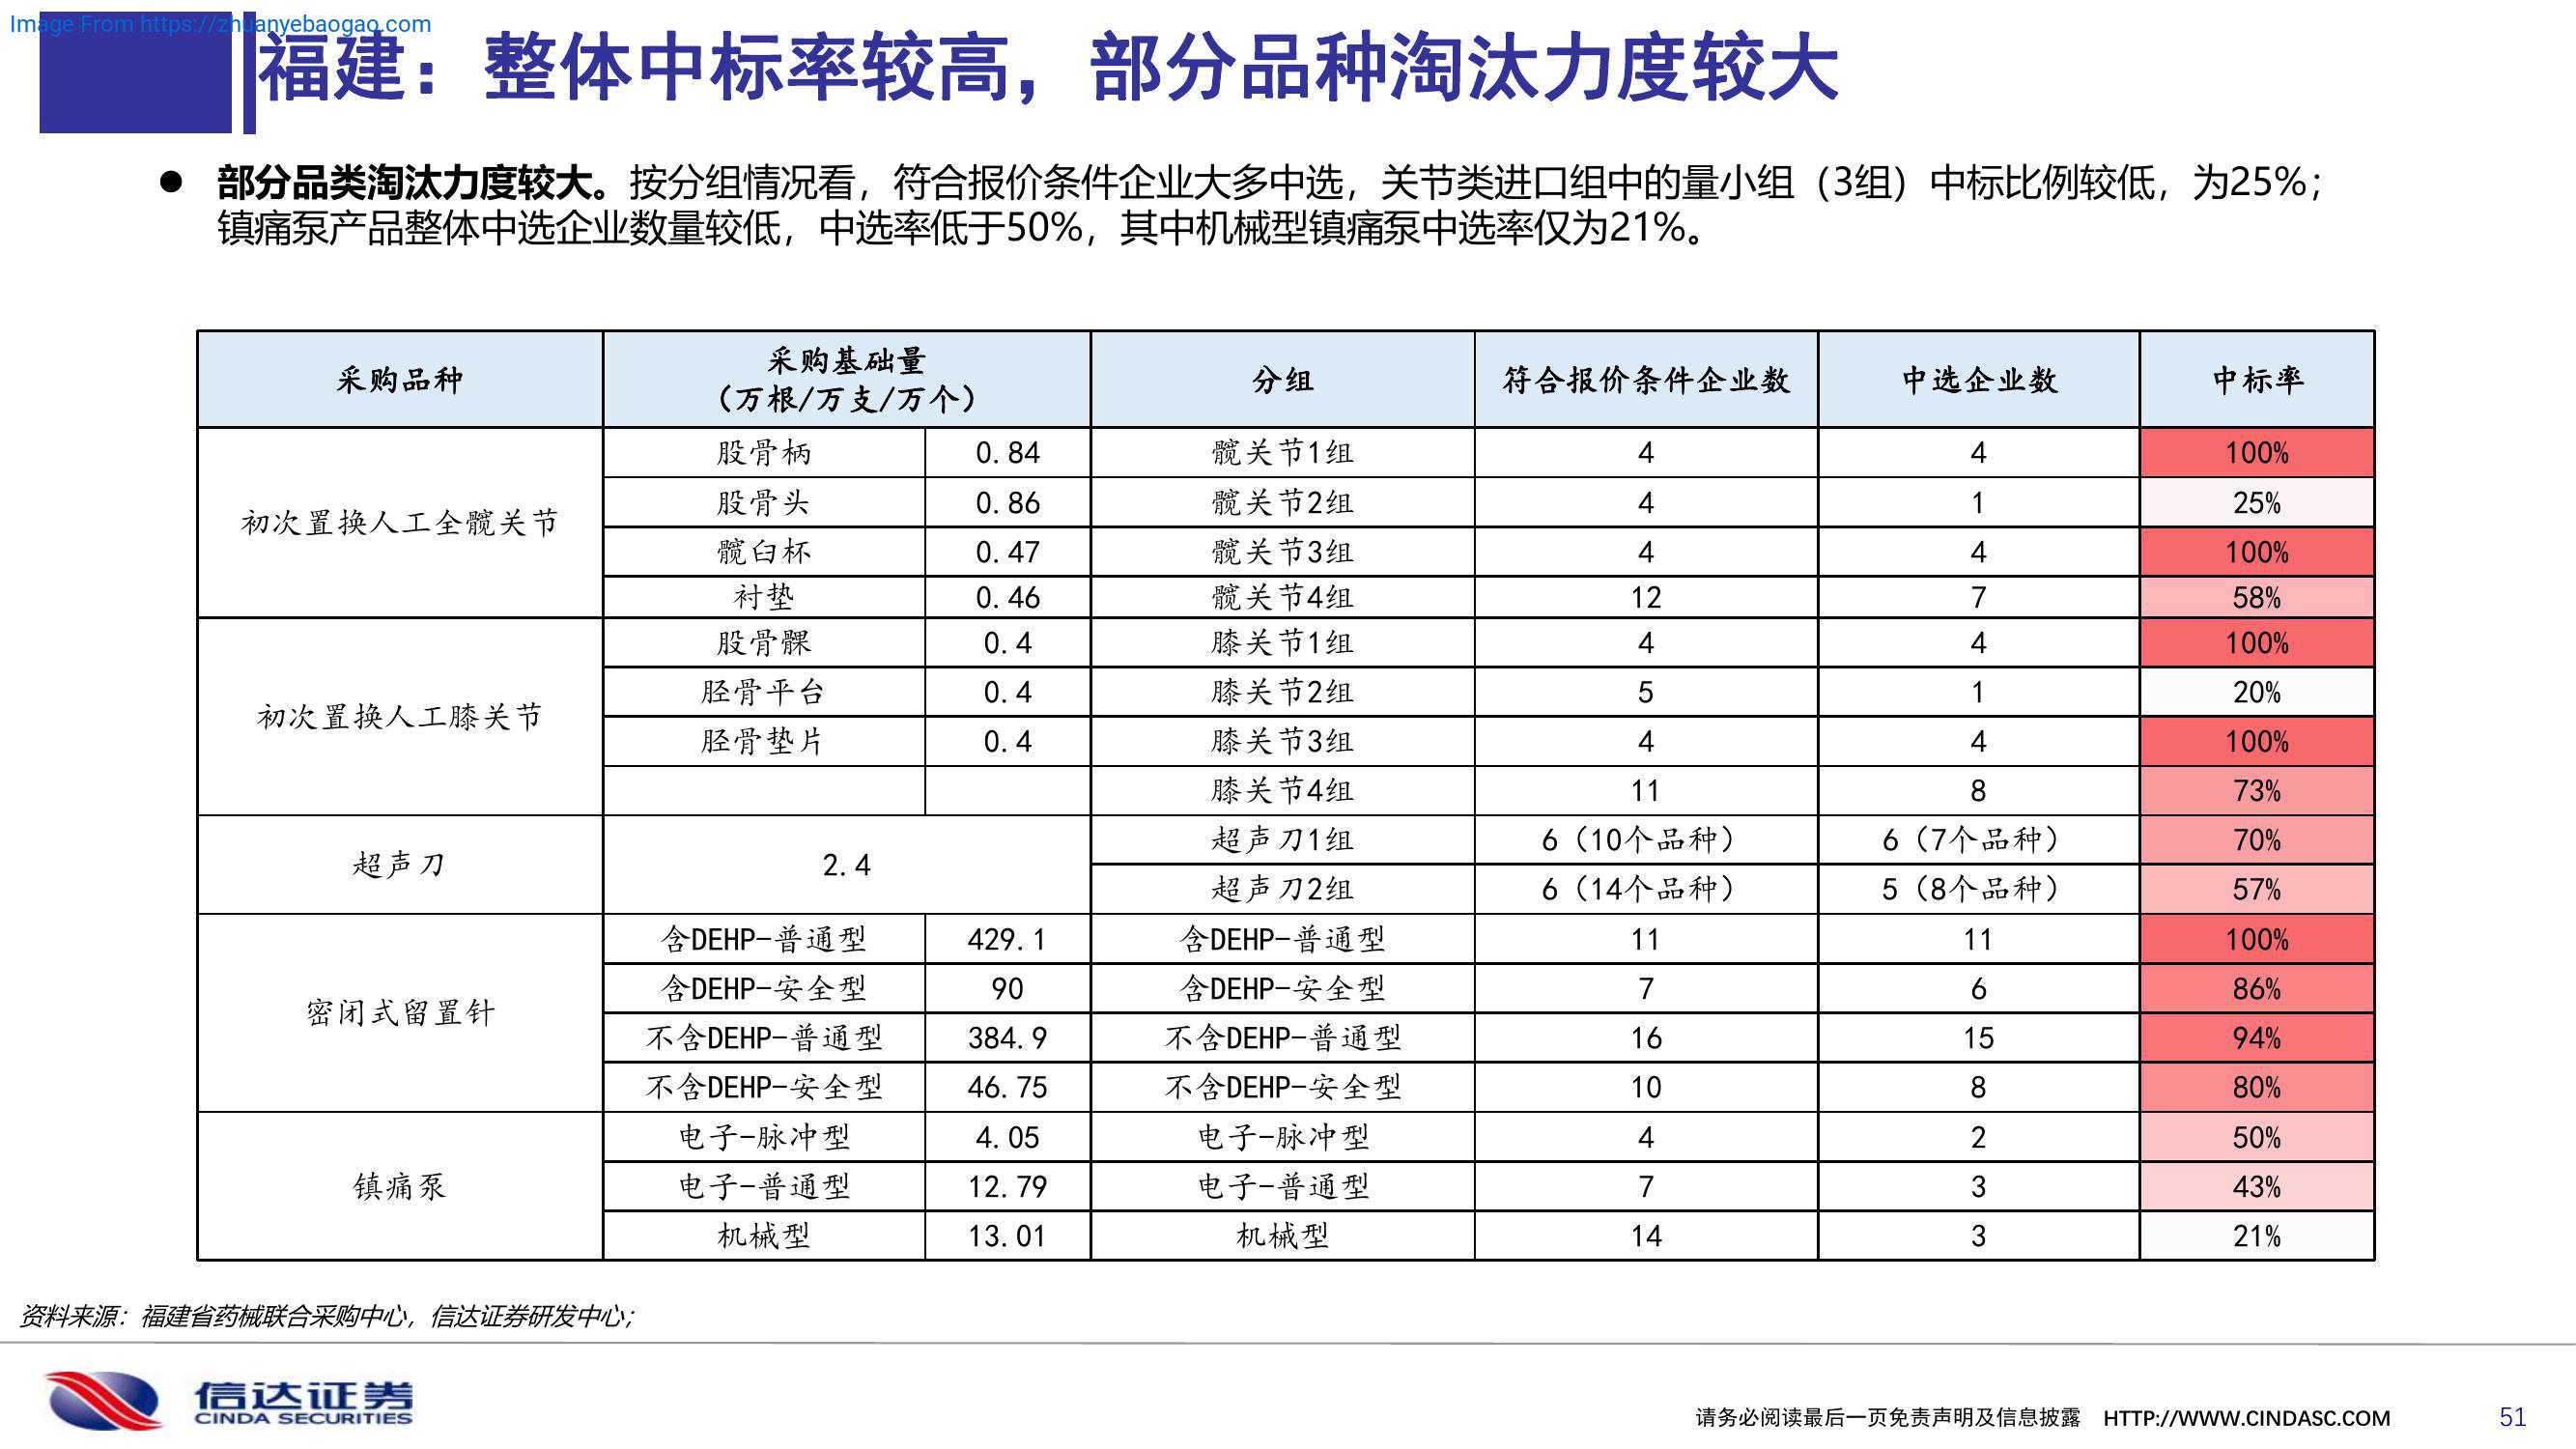 Image From https://zhuanyebaogao.com
福建：整体中标率较高，部分品种淘汰力度较大
● 部分品类淘汰力度较大。按分组情况看，符合报价条件企业大多中选，关节类进口组中的量小组（3组）中标比例较低，为25%；
镇痛泵产品整体中选企业数量较低，中选率低于50%，其中机械型镇痛泵中选率仅为21%。
采购品种 采购基础量 分组 符合报价条件企业数 中选企业数 中标率
（万根/万支/万个）
初次置换人工全髋关节 股骨柄 0.84 髋关节1组 4 4 100%
股骨头 0.86 髋关节2组 4 1 25%
髋臼杯 0.47 髋关节3组 4 4 100%
衬垫 0.46 髋关节4组 12 7 58%
初次置换人工膝关节 股骨髁 0.4 膝关节1组 4 4 100%
胫骨平台 0.4 膝关节2组 5 1 20%
胫骨垫片 0.4 膝关节3组 4 4 100%
膝关节4组 11 8 73%
超声刀 2.4 超声刀1组 6（10个品种） 6（7个品种） 70%
超声刀2组 6（14个品种） 5（8个品种） 57%
密闭式留置针 含DEHP-普通型 429.1 含DEHP-普通型 11 11 100%
含DEHP-安全型 90 含DEHP-安全型 7 6 86%
不含DEHP-普通型 384.9 不含DEHP-普通型 16 15 94%
不含DEHP-安全型 46.75 不含DEHP-安全型 10 8 80%
镇痛泵 电子-脉冲型 4.05 电子-脉冲型 4 2 50%
电子-普通型 12.79 电子-普通型 7 3 43%
机械型 13.01 机械型 14 3 21%
资料来源：福建省药械联合采购中心，信达证券研发中心；
信达证券
CINDA SECURITIES
请务必阅读最后一页免责声明及信息披露 HTTP://WWW.CINDASC.COM 51